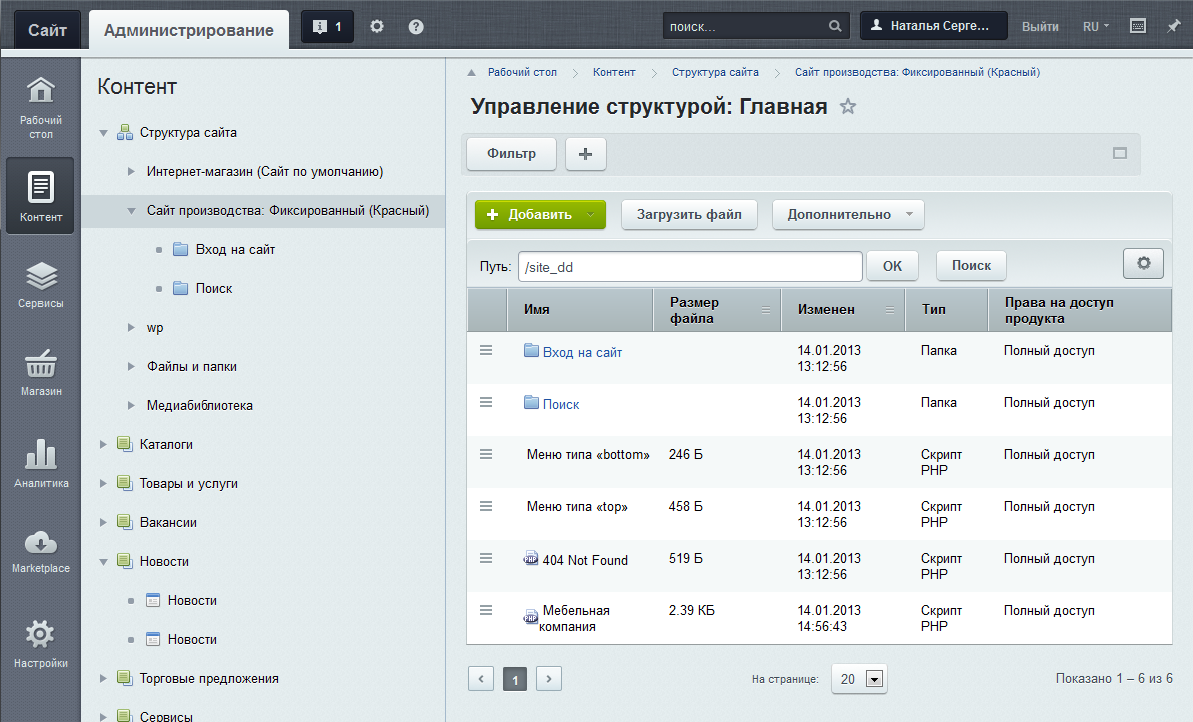 Сайт
Администрирование
1
поиск...
Наталья Серге...
Выйти
RU
Рабочий стол
Контент
Сервисы
Магазин
Аналитика
Marketplace
Настройки
Контент
Структура сайта
Интернет-магазин (Сайт по умолчанию)
Сайт производства: Фиксированный (Красный)
Вход на сайт
Поиск
wp
Файлы и папки
Медиабиблиотека
Каталоги
Товары и услуги
Вакансии
Новости
Новости
Новости
Торговые предложения
Сервисы
Рабочий стол Контент Структура сайта Сайт производства: Фиксированный (Красный)
Управление структурой: Главная
Фильтр
+ Добавить Загрузить файл Дополнительно
Путь: /site_dd OK Поиск
Имя Размер файла Изменен Тип Права на доступ продукта
Вход на сайт 14.01.2013 13:12:56 Папка Полный доступ
Поиск 14.01.2013 13:12:56 Папка Полный доступ
Меню типа «bottom» 246 Б 14.01.2013 13:12:56 Скрипт PHP Полный доступ
Меню типа «top» 458 Б 14.01.2013 13:12:56 Скрипт PHP Полный доступ
PHP 404 Not Found 519 Б 14.01.2013 13:12:56 Скрипт PHP Полный доступ
PHP Мебельная компания 2.39 КБ 14.01.2013 14:56:43 Скрипт PHP Полный доступ
1
На странице: 20
Показано 1 – 6 из 6